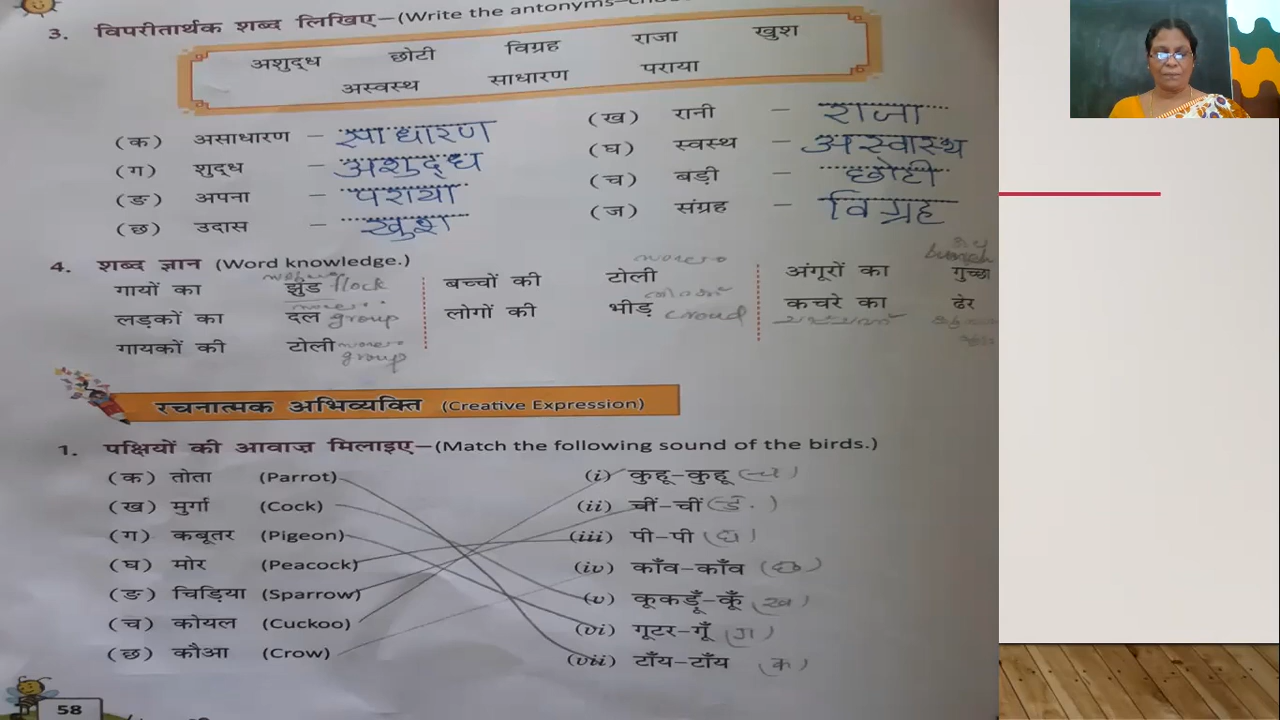 3. विपरीतार्थक शब्द लिखिए–(Write the antonyms–
अशुद्ध छोटी विग्रह राजा खुश
अस्वस्थ साधारण पराया
(क) असाधारण – साधारण (ख) रानी – राजा
(ग) शुद्ध – अशुद्ध (घ) स्वस्थ – अस्वास्थ
(ङ) अपना – पराया (च) बड़ी – छोटी
(छ) उदास – खुश (ज) संग्रह – विग्रह
4. शब्द ज्ञान (Word knowledge.)
गायों का झुंड flock बच्चों की टोली अंगूरों का गुच्छा bunch
लड़कों का दल group लोगों की भीड़ croud कचरे का ढेर
गायकों की टोली group
रचनात्मक अभिव्यक्ति (Creative Expression)
1. पक्षियों की आवाज़ मिलाइए–(Match the following sound of the birds.)
(क) तोता (Parrot) (i) कुहू-कुहू (च)
(ख) मुर्गा (Cock) (ii) चीं-चीं (ङ)
(ग) कबूतर (Pigeon) (iii) पी-पी (घ)
(घ) मोर (Peacock) (iv) काँव-काँव (छ)
(ङ) चिड़िया (Sparrow) (v) कूकड़ूँ-कूँ (ख)
(च) कोयल (Cuckoo) (vi) गूटर-गूँ (ग)
(छ) कौआ (Crow) (vii) टाँय-टाँय (क)
58